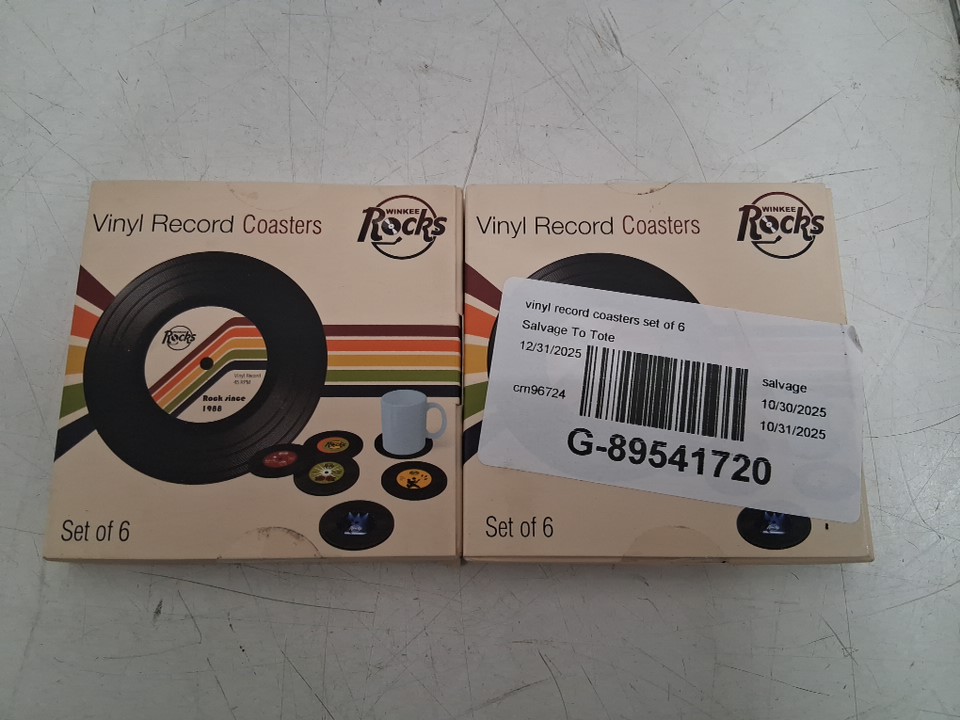 Vinyl Record Coasters
WINKEE
Rocks
Rocks
Vinyl Record
45 RPM
Rock since
1988
Set of 6
Vinyl Record Coasters
WINKEE
Rocks
vinyl record coasters set of 6
Salvage To Tote
12/31/2025
crn96724
salvage
10/30/2025
10/31/2025
G-89541720
Set of 6